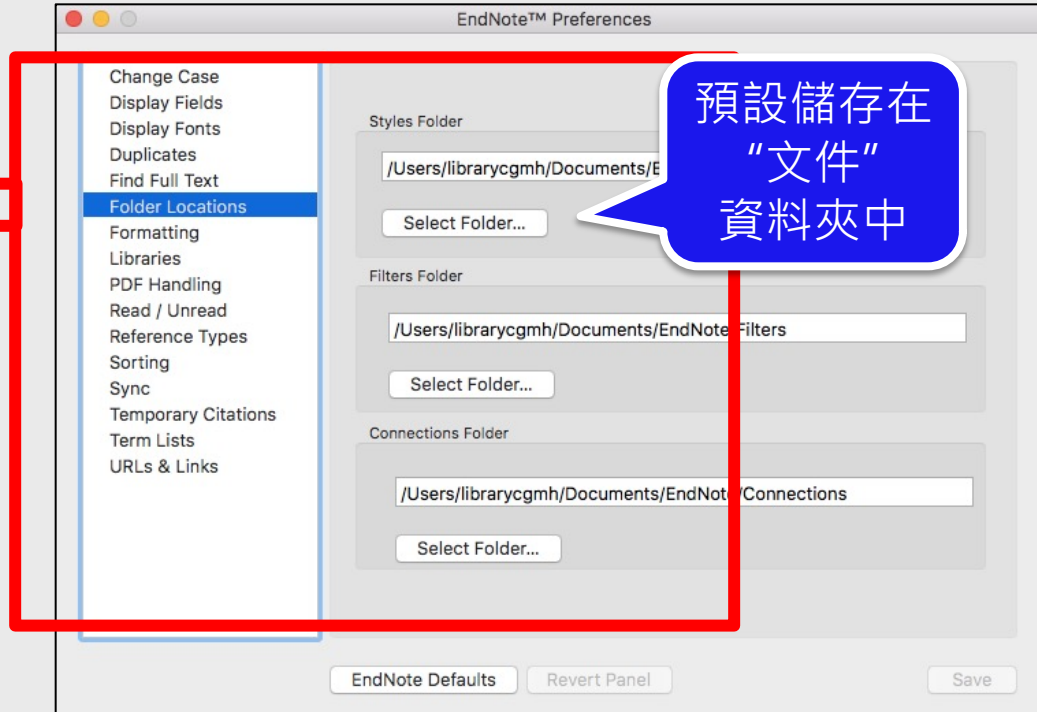 EndNote™ Preferences
Change Case
Display Fields
Display Fonts
Duplicates
Find Full Text
Folder Locations
Formatting
Libraries
PDF Handling
Read / Unread
Reference Types
Sorting
Sync
Temporary Citations
Term Lists
URLs & Links
Styles Folder
/Users/librarycgmh/Documents/E
Select Folder...
預設儲存在
“文件”
資料夾中
Filters Folder
/Users/librarycgmh/Documents/EndNote/Filters
Select Folder...
Connections Folder
/Users/librarycgmh/Documents/EndNote/Connections
Select Folder...
EndNote Defaults
Revert Panel
Save